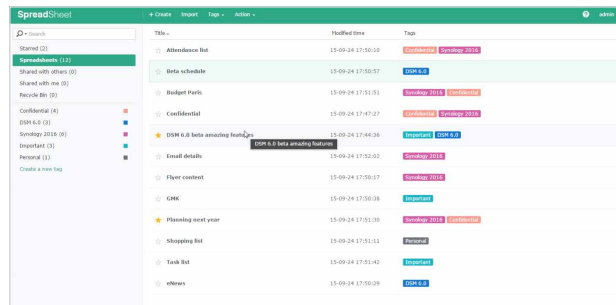 SpreadSheet + Create Import Tags Action admin
Search
Starred (2)
Spreadsheets (12)
Shared with others (0)
Shared with me (0)
Recycle Bin (0)
Confidential (4)
DSM 6.0 (3)
Synology 2016 (6)
Important (3)
Personal (1)
Create a new tag
Title Modified time Tags
Attendance list 15-09-24 17:50:19 Confidential Synology 2016
Beta schedule 15-09-24 17:50:57 DSM 6.0
Budget Paris 15-09-24 17:51:51 Synology 2016 Confidential
Confidential 15-09-24 17:47:27 Confidential Synology 2016
DSM 6.0 beta amazing features 15-09-24 17:44:36 Important DSM 6.0
DSM 6.0 beta amazing features
Email details 15-09-24 17:52:02 Synology 2016
Flyer content 15-09-24 17:50:17 Synology 2016
GMK 15-09-24 17:50:38 Important
Planning next year 15-09-24 17:51:30 Synology 2016 Confidential
Shopping list 15-09-24 17:51:11 Personal
Task list 15-09-24 17:51:42 Important
eNews 15-09-24 17:50:29 DSM 6.0